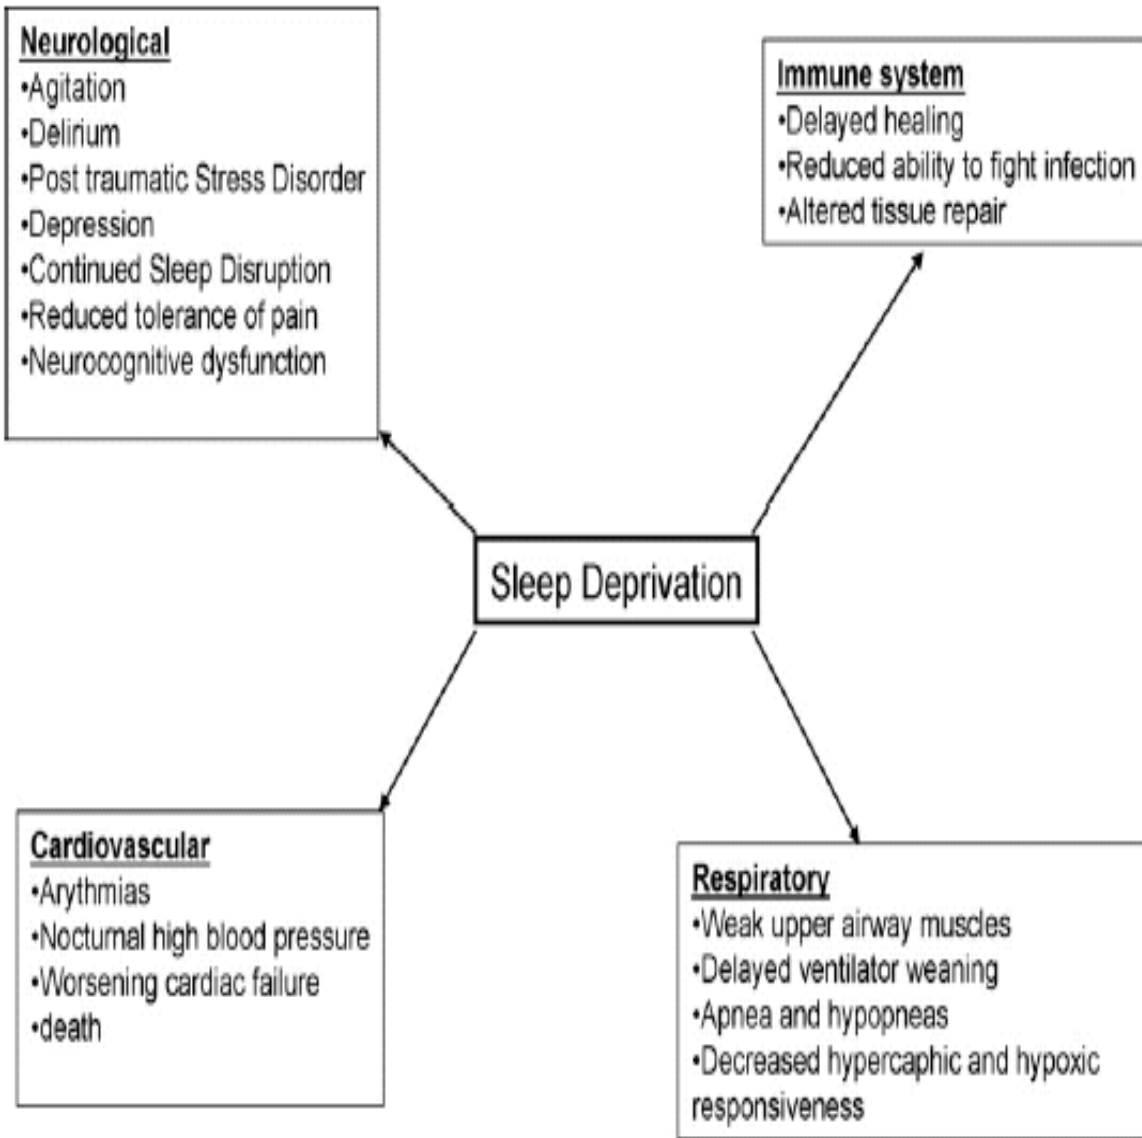 Neurological
•Agitation
•Delirium
•Post traumatic Stress Disorder
•Depression
•Continued Sleep Disruption
•Reduced tolerance of pain
•Neurocognitive dysfunction
Immune system
•Delayed healing
•Reduced ability to fight infection
•Altered tissue repair
Sleep Deprivation
Cardiovascular
•Arythmias
•Nocturnal high blood pressure
•Worsening cardiac failure
•death
Respiratory
•Weak upper airway muscles
•Delayed ventilator weaning
•Apnea and hypopneas
•Decreased hypercaphic and hypoxic
responsiveness